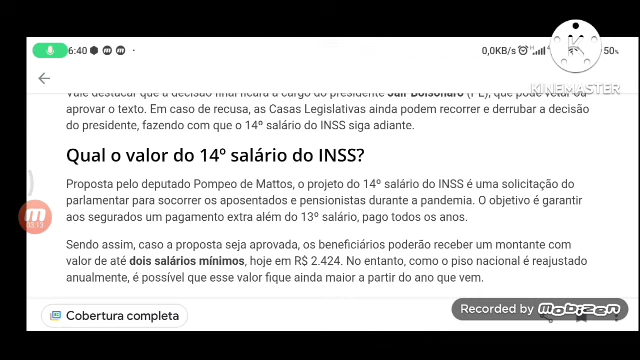 6:40
0,0KB/s
50%
KINEMASTER
Vale destacar que a decisão final ficará a cargo do presidente Jair Bolsonaro (PL), que pode vetar ou
aprovar o texto. Em caso de recusa, as Casas Legislativas ainda podem recorrer e derrubar a decisão
do presidente, fazendo com que o 14º salário do INSS siga adiante.
Qual o valor do 14º salário do INSS?
Proposta pelo deputado Pompeo de Mattos, o projeto do 14º salário do INSS é uma solicitação do
parlamentar para socorrer os aposentados e pensionistas durante a pandemia. O objetivo é garantir
aos segurados um pagamento extra além do 13º salário, pago todos os anos.
03:12
Sendo assim, caso a proposta seja aprovada, os beneficiários poderão receber um montante com
valor de até dois salários mínimos, hoje em R$ 2.424. No entanto, como o piso nacional é reajustado
anualmente, é possível que esse valor fique ainda maior a partir do ano que vem.
Cobertura completa
Recorded by MOBIZEN